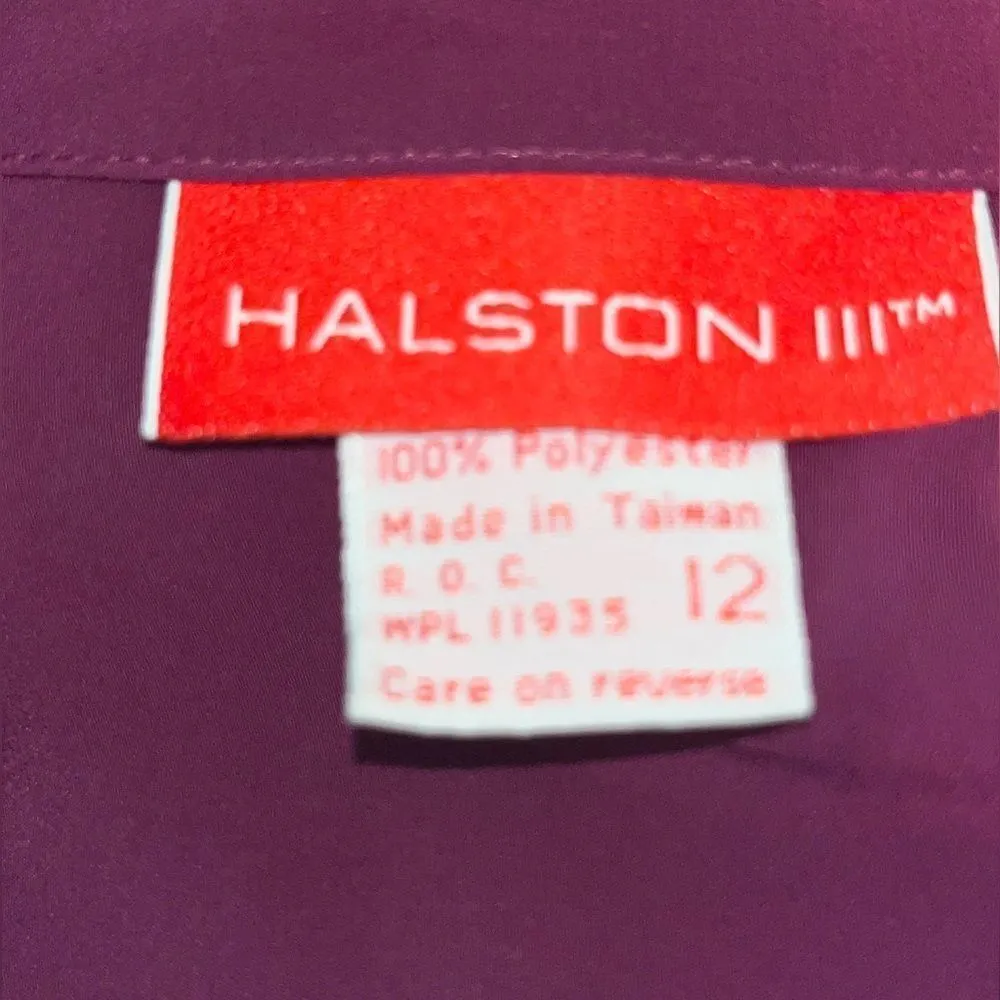 HALSTON III™
100% Polyester
Made in Taiwan
R. O. C.
WPL 11935 12
Care on reverse